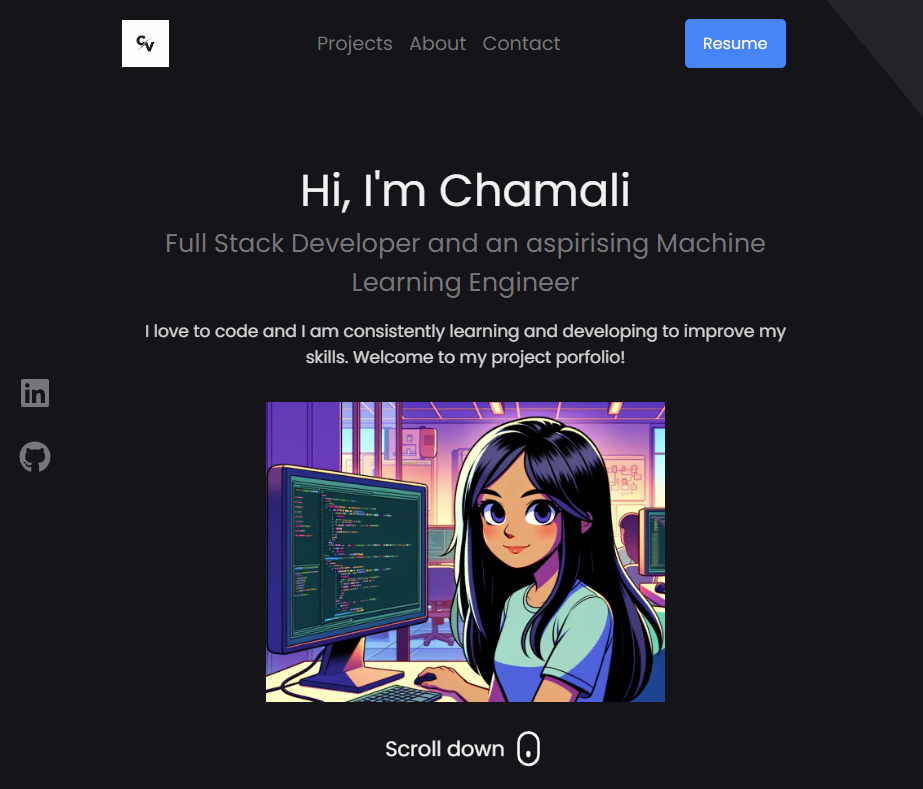 CV
Projects About Contact
Resume
Hi, I'm Chamali
Full Stack Developer and an aspirising Machine
Learning Engineer
I love to code and I am consistently learning and developing to improve my
skills. Welcome to my project porfolio!
in
Scroll down